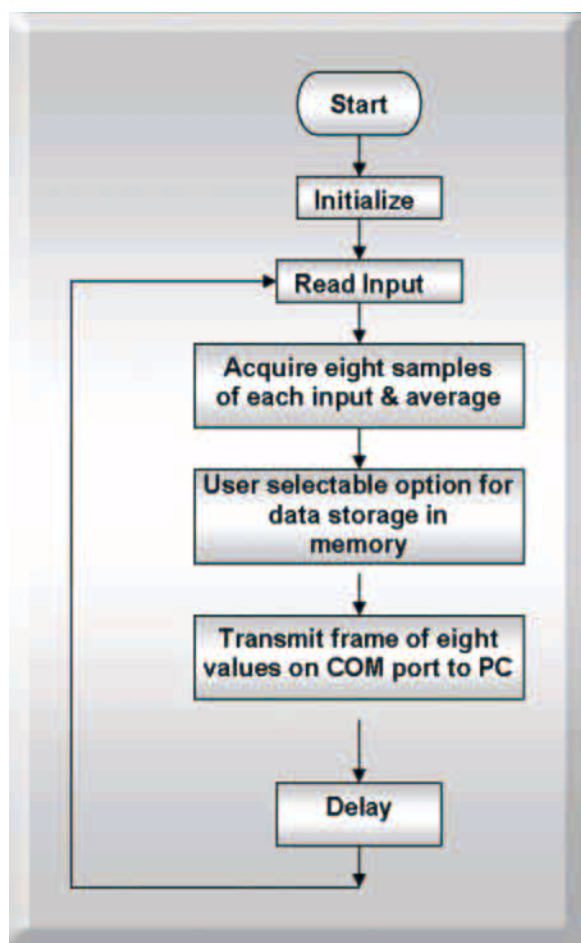 Start
Initialize
Read Input
Acquire eight samples
of each input & average
User selectable option for
data storage in
memory
Transmit frame of eight
values on COM port to PC
Delay